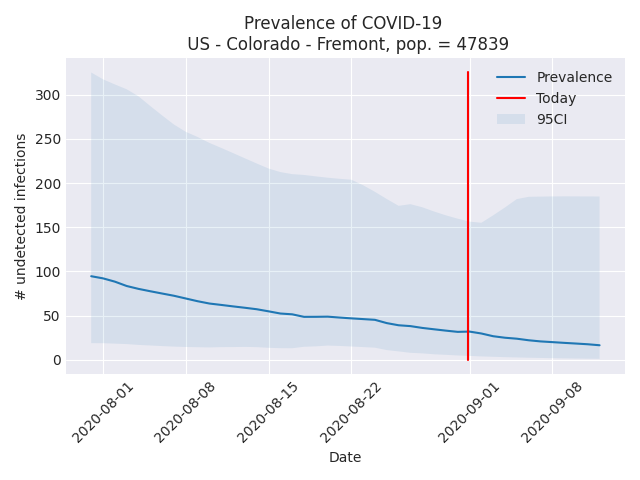 Prevalence of COVID-19
US - Colorado - Fremont, pop. = 47839
Prevalence
Today
95CI
# undetected infections
300
250
200
150
100
50
0
2020-08-01
2020-08-08
2020-08-15
2020-08-22
2020-09-01
2020-09-08
Date